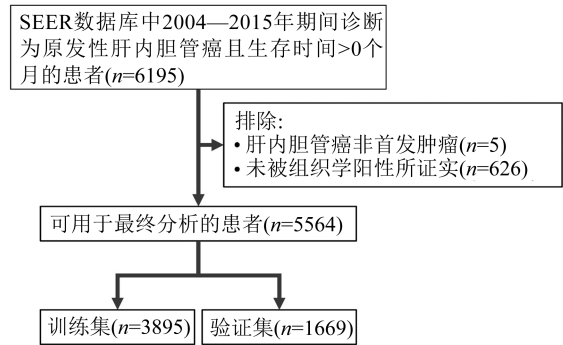 SEER数据库中2004—2015年期间诊断
为原发性肝内胆管癌且生存时间>0个
月的患者(n=6195)
排除:
• 肝内胆管癌非首发肿瘤(n=5)
• 未被组织学阳性所证实(n=626)
可用于最终分析的患者(n=5564)
训练集(n=3895)
验证集(n=1669)